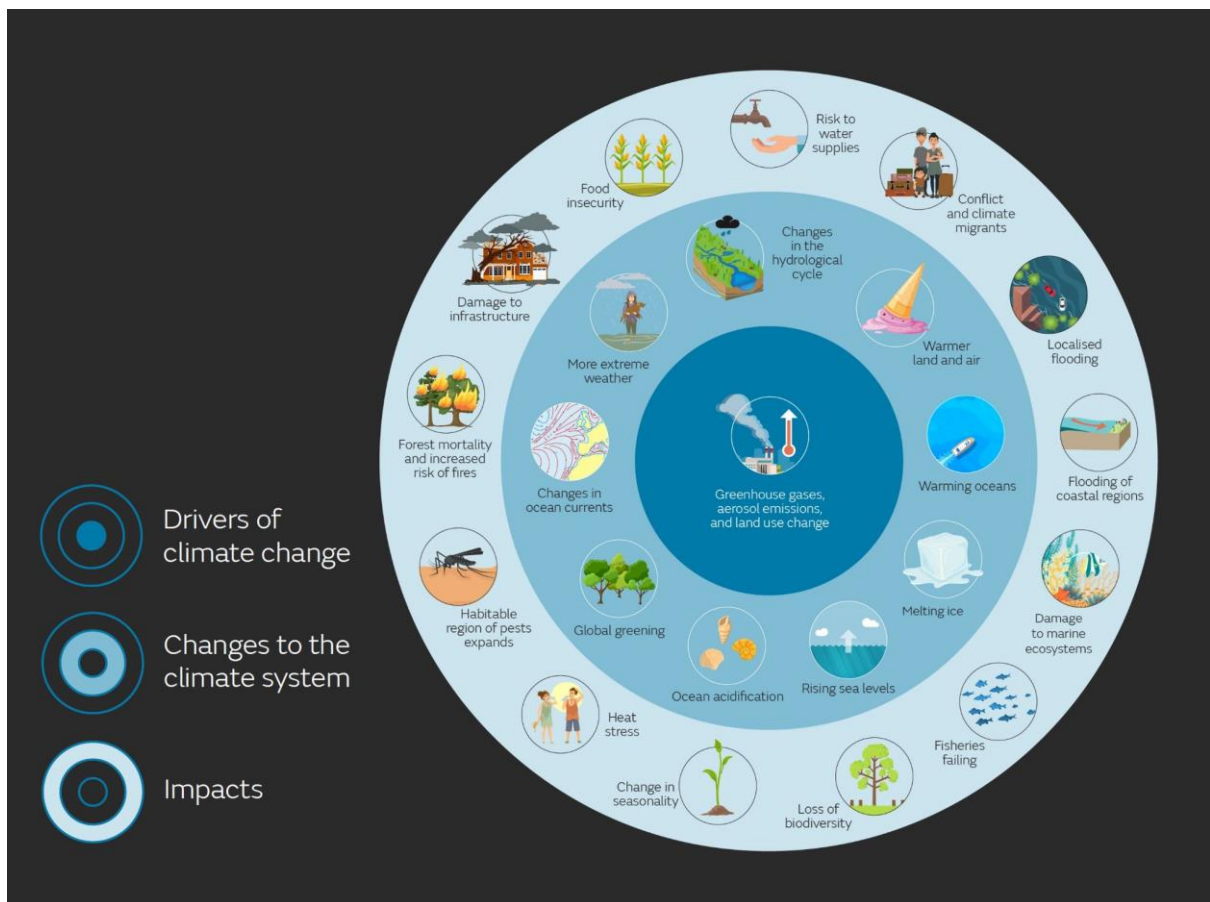 Drivers of
climate change
Changes to the
climate system
Impacts
Risk to
water
supplies
Conflict
and climate
migrants
Localised
flooding
Flooding of
coastal regions
Damage
to marine
ecosystems
Fisheries
failing
Loss of
biodiversity
Change in
seasonality
Heat
stress
Habitable
region of pests
expands
Forest mortality
and increased
risk of fires
Damage to
infrastructure
Food
insecurity
Changes
in the
hydrological
cycle
Warmer
land and air
Warming oceans
Melting ice
Rising sea levels
Ocean acidification
Global greening
Changes in
ocean currents
More extreme
weather
Greenhouse gases,
aerosol emissions,
and land use change